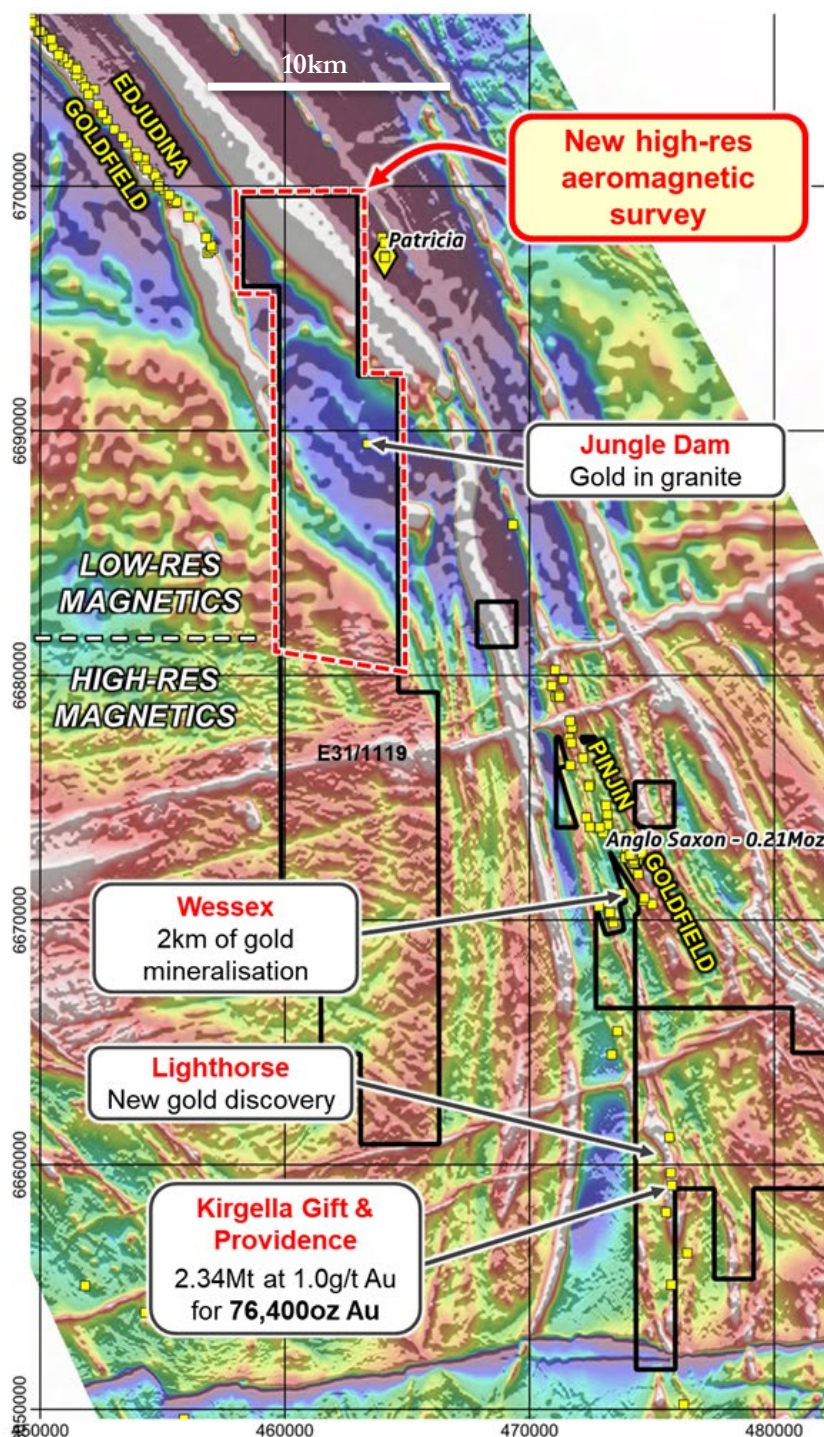 10km
EDJUDINA
GOLDFIELD
New high-res
aeromagnetic
survey
6700000
Patricia
6690000
Jungle Dam
Gold in granite
LOW-RES
MAGNETICS
HIGH-RES
MAGNETICS
6680000
E31/1119
PINJIN
GOLDFIELD
Anglo Saxon - 0.21Moz
Wessex
2km of gold
mineralisation
6670000
Lighthorse
New gold discovery
6660000
Kirgella Gift &
Providence
2.34Mt at 1.0g/t Au
for 76,400oz Au
6650000
450000
460000
470000
480000